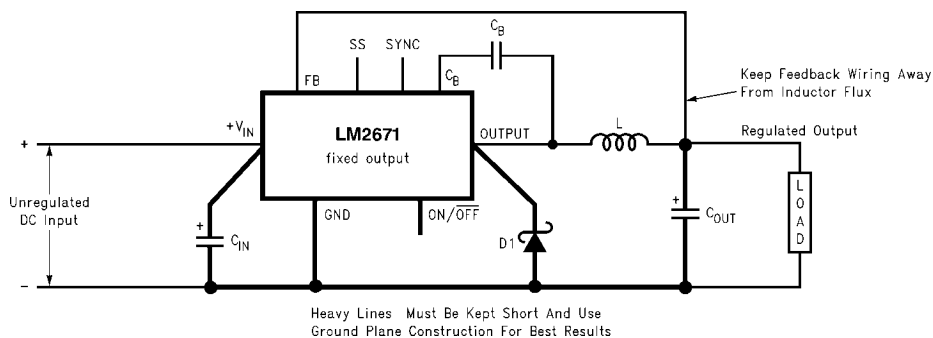 C_B
SS SYNC
FB
C_B
Keep Feedback Wiring Away
From Inductor Flux
+V_IN
LM2671
fixed output
OUTPUT
L
Regulated Output
+
Unregulated
DC Input
−
+
C_IN
GND
ON/O̅F̅F̅
D1
+
C_OUT
LOAD
Heavy Lines Must Be Kept Short And Use
Ground Plane Construction For Best Results